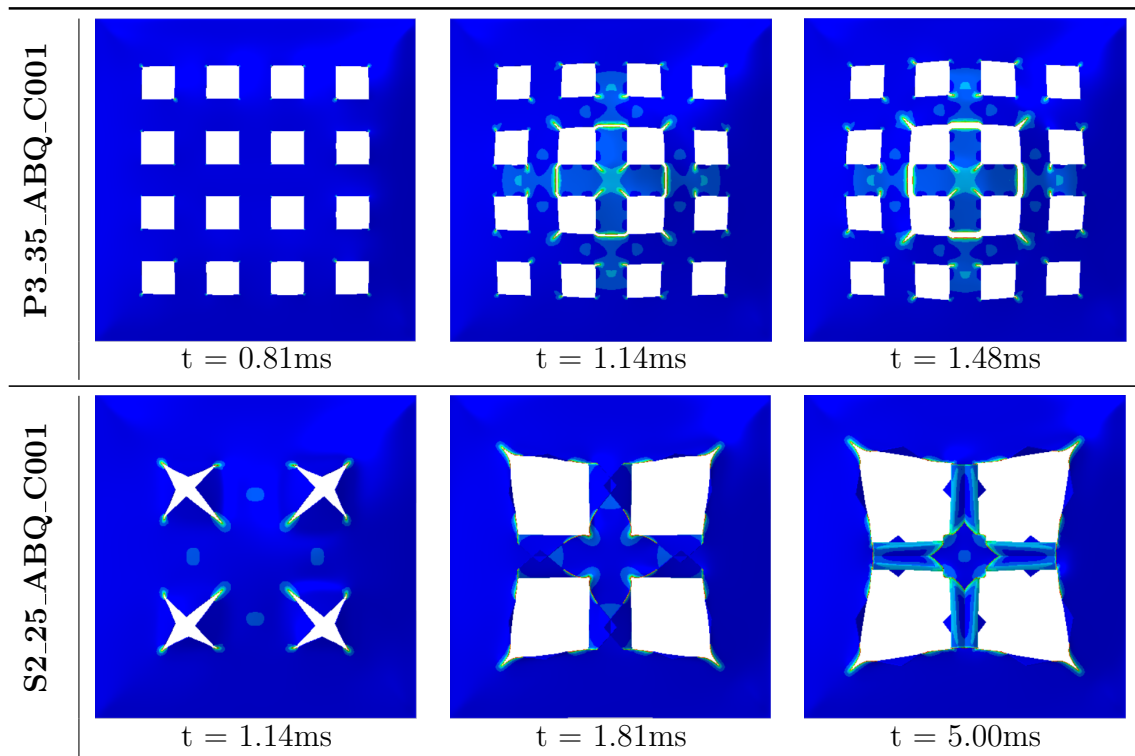 P3_35_ABQ_C001
t = 0.81ms
t = 1.14ms
t = 1.48ms
S2_25_ABQ_C001
t = 1.14ms
t = 1.81ms
t = 5.00ms